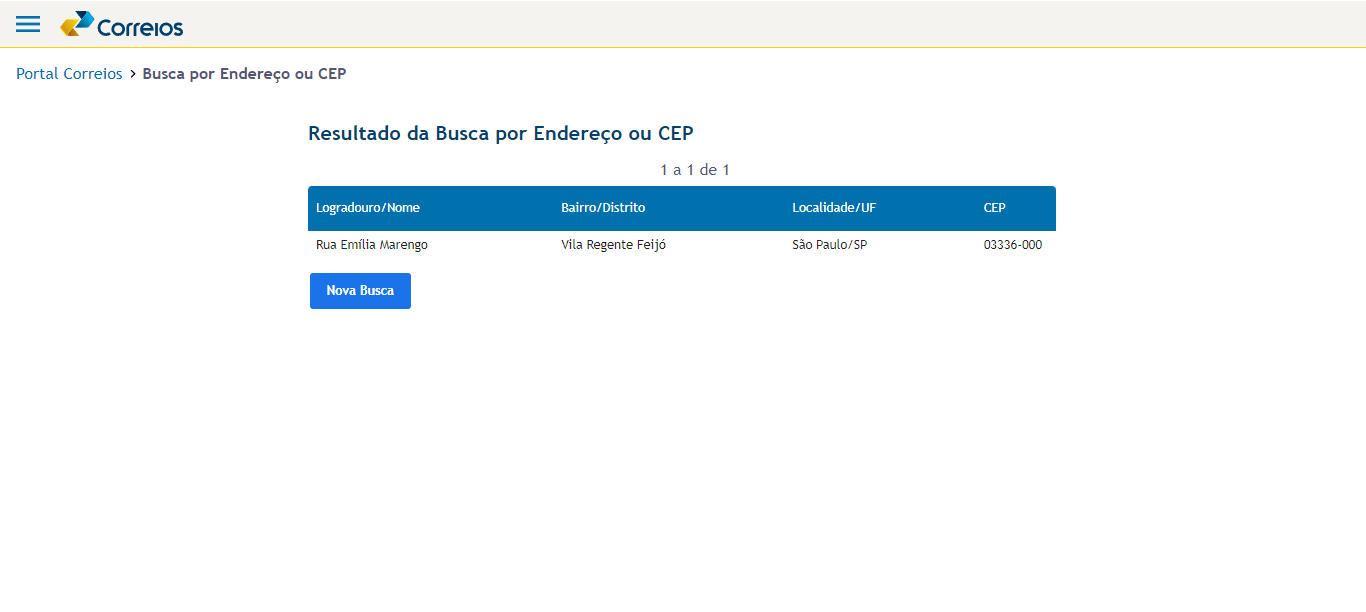 Correios
Portal Correios > Busca por Endereço ou CEP
Resultado da Busca por Endereço ou CEP
1 a 1 de 1
Logradouro/Nome Bairro/Distrito Localidade/UF CEP
Rua Emília Marengo Vila Regente Feijó São Paulo/SP 03336-000
Nova Busca